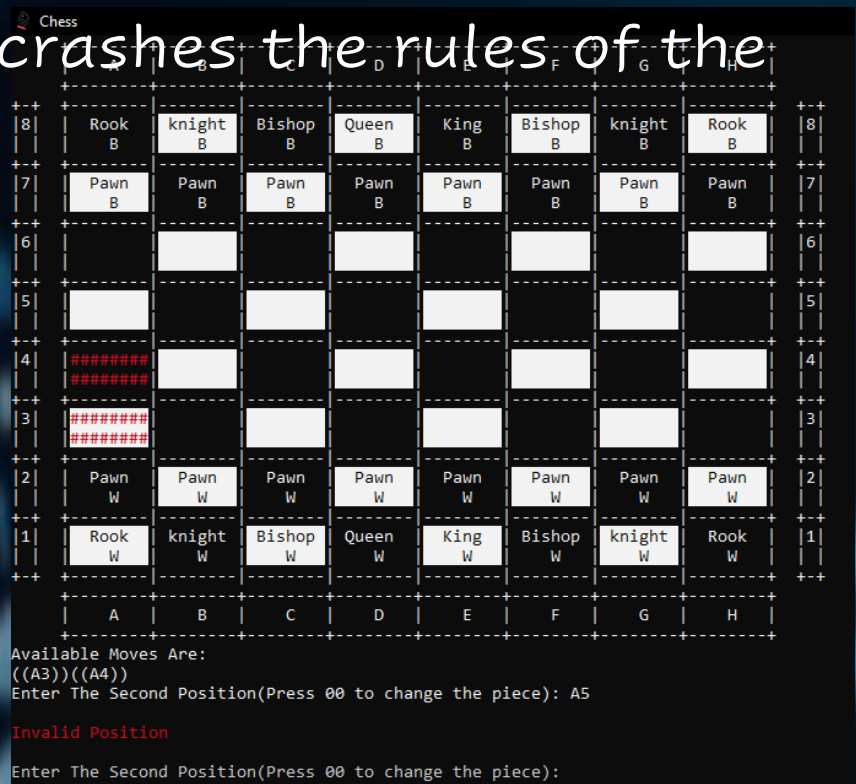 Chess
crashes the rules of the
A B C D E F G H
8 Rook knight Bishop Queen King Bishop knight Rook 8
B B B B B B B B
7 Pawn Pawn Pawn Pawn Pawn Pawn Pawn Pawn 7
B B B B B B B B
6 6
5 5
4 ######## 4
########
3 ######## 3
########
2 Pawn Pawn Pawn Pawn Pawn Pawn Pawn Pawn 2
W W W W W W W W
1 Rook knight Bishop Queen King Bishop knight Rook 1
W W W W W W W W
A B C D E F G H
Available Moves Are:
((A3))((A4))
Enter The Second Position(Press 00 to change the piece): A5
Invalid Position
Enter The Second Position(Press 00 to change the piece):